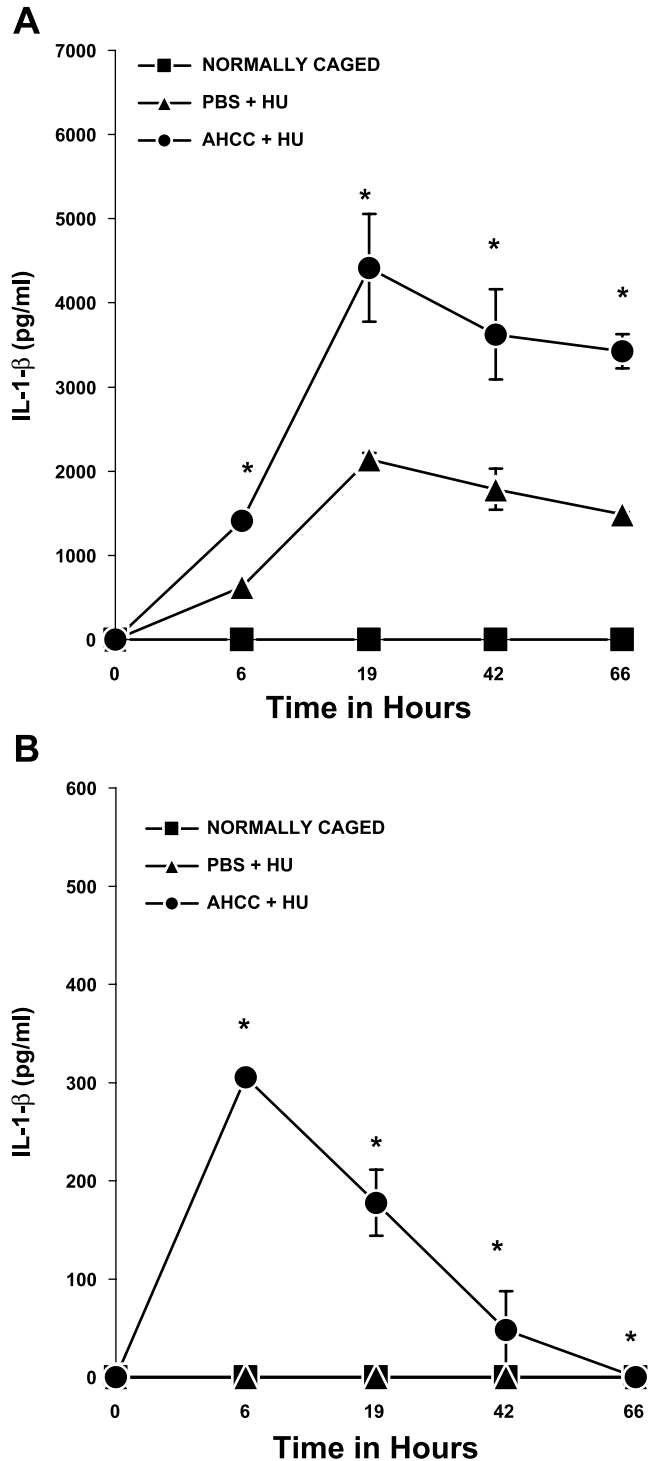 A
7000
NORMALLY CAGED
PBS + HU
6000
AHCC + HU
*
5000
*
*
4000
IL-1-β (pg/ml)
3000
*
2000
1000
0
0 6 19 42 66
Time in Hours
B
600
NORMALLY CAGED
PBS + HU
500
AHCC + HU
400
*
IL-1-β (pg/ml)
300
*
200
*
100
*
0
0 6 19 42 66
Time in Hours